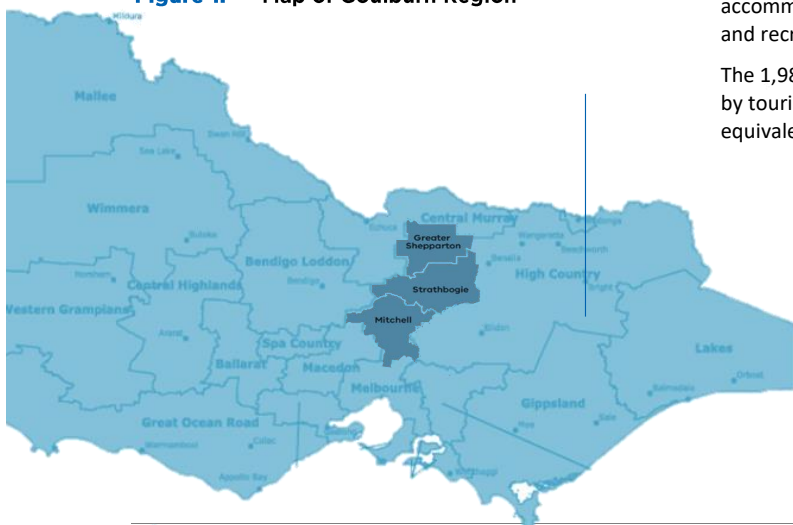 Figure 1. Map of Goulburn Region
accomm
and recr
The 1,98
by touri
equivale
Mildura
Mallee
Swan Hill
Sea Lake
Wimmera
Buloke
Echuca
Central Murray
Greater
Shepparton
Wangaratta
Beechworth
Bendigo Loddon
Bendigo
Benalla
High Country
Bright
Horsham
Central Highlands
Strathbogie
Western Grampians
Mitchell
Ararat
Eildon
Spa Country
Ballarat
Macedon
Lakes
Orbost
Melbourne
Gippsland
Bairnsdale
Great Ocean Road
Moe
Sale
Warrnambool
Colac
Apollo Bay